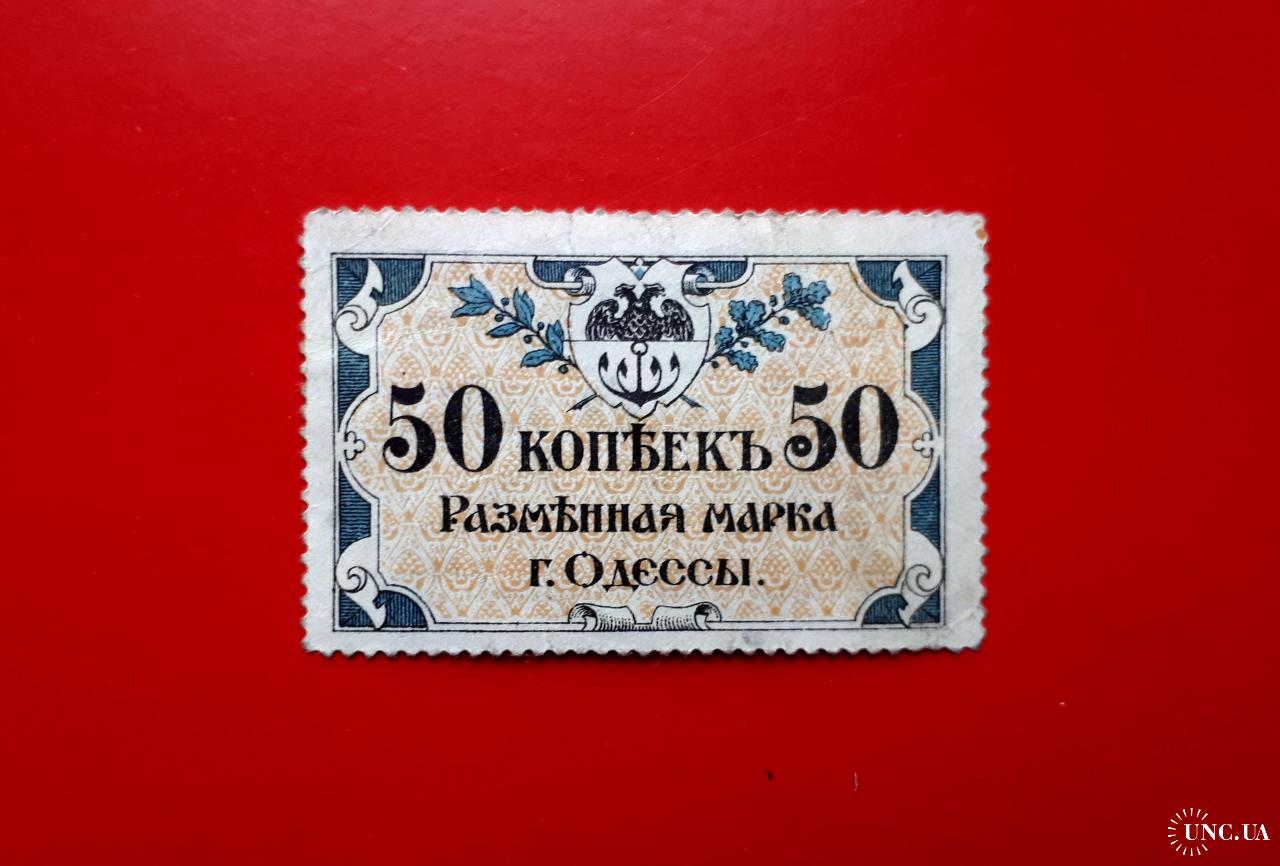 50 КОПѢЕКЪ 50
РАЗМѢННАЯ МАРКА
Г. ОДЕССЫ.
UNC.UA